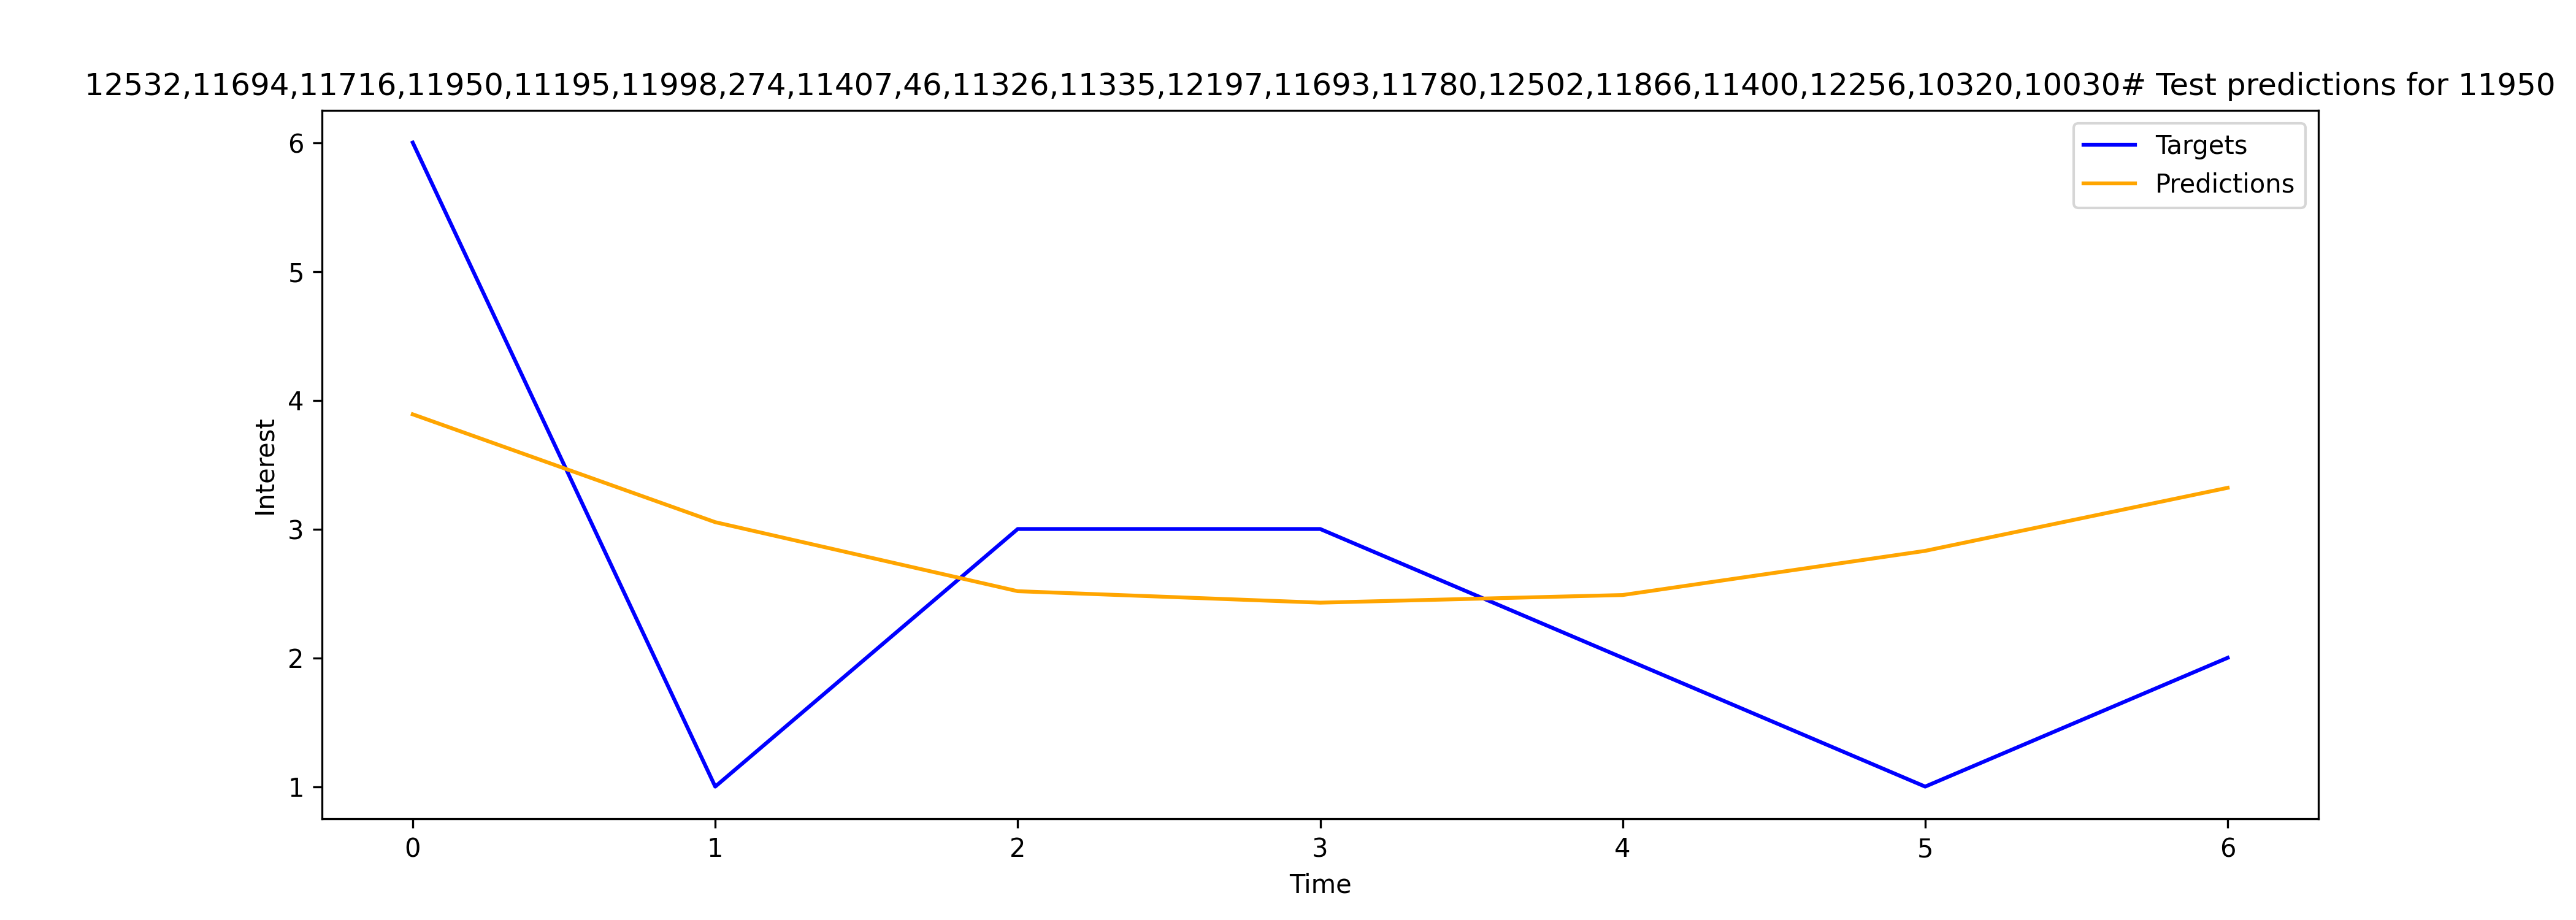 12532,11694,11716,11950,11195,11998,274,11407,46,11326,11335,12197,11693,11780,12502,11866,11400,12256,10320,10030# Test predictions for 11950
Targets
Predictions
6
5
4
3
2
1
Interest
0 1 2 3 4 5 6
Time